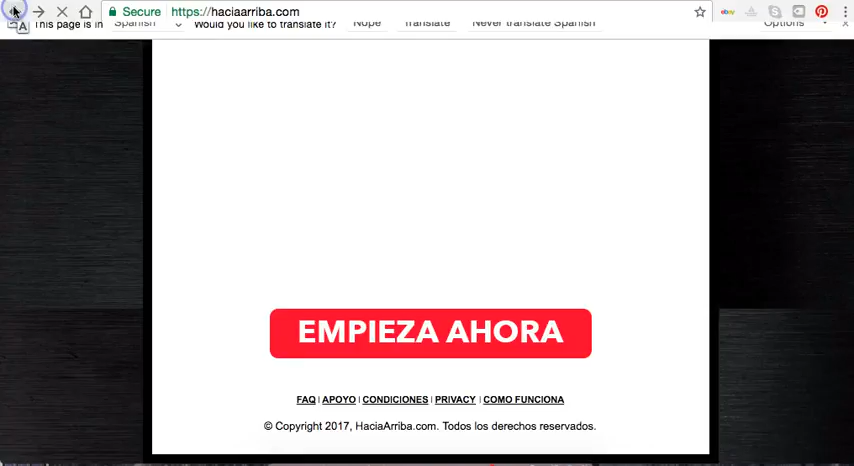 Secure https://haciaarriba.com
This page is in Spanish Would you like to translate it? Nope Translate Never translate Spanish Options
EMPIEZA AHORA
FAQ | APOYO | CONDICIONES | PRIVACY | COMO FUNCIONA
© Copyright 2017, HaciaArriba.com. Todos los derechos reservados.